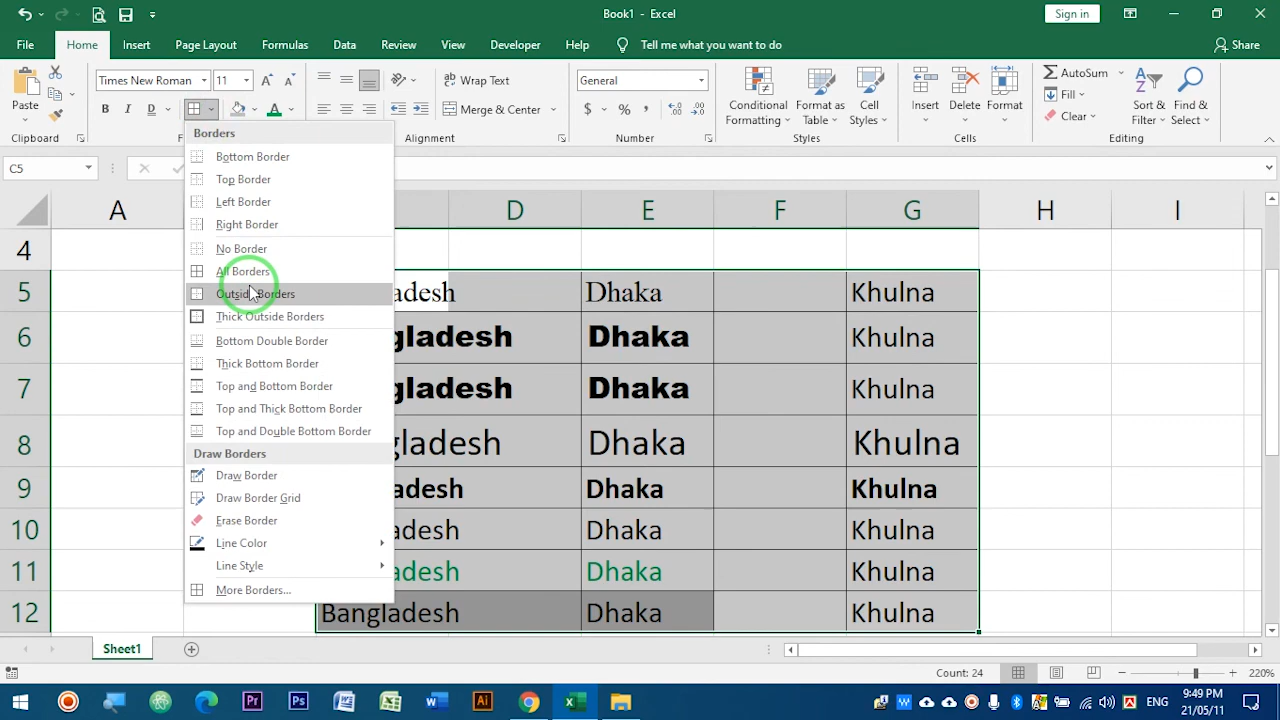 Book1 - Excel
Sign in
File Home Insert Page Layout Formulas Data Review View Developer Help Tell me what you want to do Share
Times New Roman 11 Wrap Text General AutoSum
Paste B I D Merge & Center $ % Conditional Formatting Format as Table Cell Styles Insert Delete Format Fill Sort & Filter Find & Select
Clear
Clipboard Alignment Number Styles Cells Editing
C5
Borders
Bottom Border
Top Border
Left Border
Right Border
No Border
All Borders
Outside Borders
Thick Outside Borders
Bottom Double Border
Thick Bottom Border
Top and Bottom Border
Top and Thick Bottom Border
Top and Double Bottom Border
Draw Borders
Draw Border
Draw Border Grid
Erase Border
Line Color
Line Style
More Borders...
A D E F G H I
4
5 adesh Dhaka Khulna
6 gladesh Dhaka Khulna
7 gladesh Dhaka Khulna
8 gladesh Dhaka Khulna
9 adesh Dhaka Khulna
10 adesh Dhaka Khulna
11 adesh Dhaka Khulna
12 Bangladesh Dhaka Khulna
Sheet1
Count: 24 220%
Pr Ps Ai ENG 9:49 PM
21/05/11